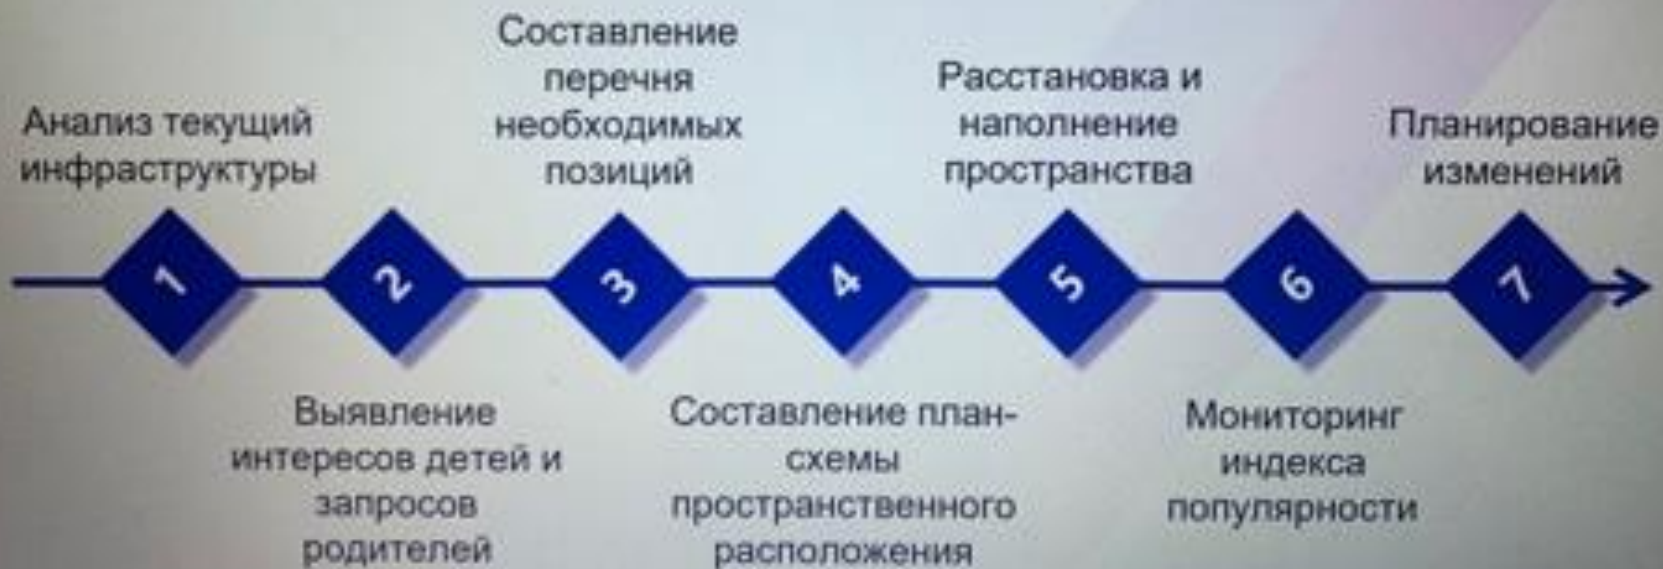 Анализ текущий
инфраструктуры
1
Выявление
интересов детей и
запросов
родителей
2
Составление
перечня
необходимых
позиций
3
Составление план-
схемы
пространственного
расположения
4
Расстановка и
наполнение
пространства
5
Мониторинг
индекса
популярности
6
Планирование
изменений
7